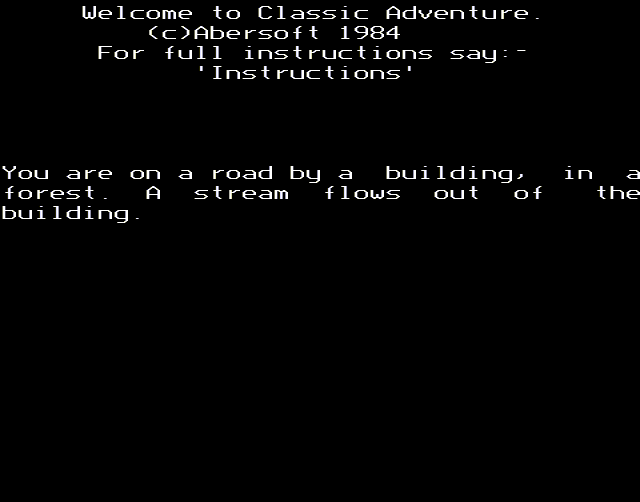 Welcome to Classic Adventure.
(c)Abersoft 1984
For full instructions say:-
'Instructions'
You are on a road by a building, in a
forest. A stream flows out of the
building.